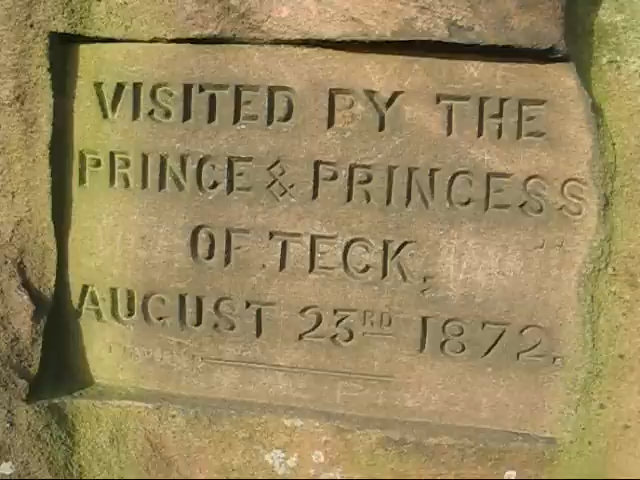 VISITED BY THE
PRINCE & PRINCESS
OF TECK,
AUGUST 23RD 1872.